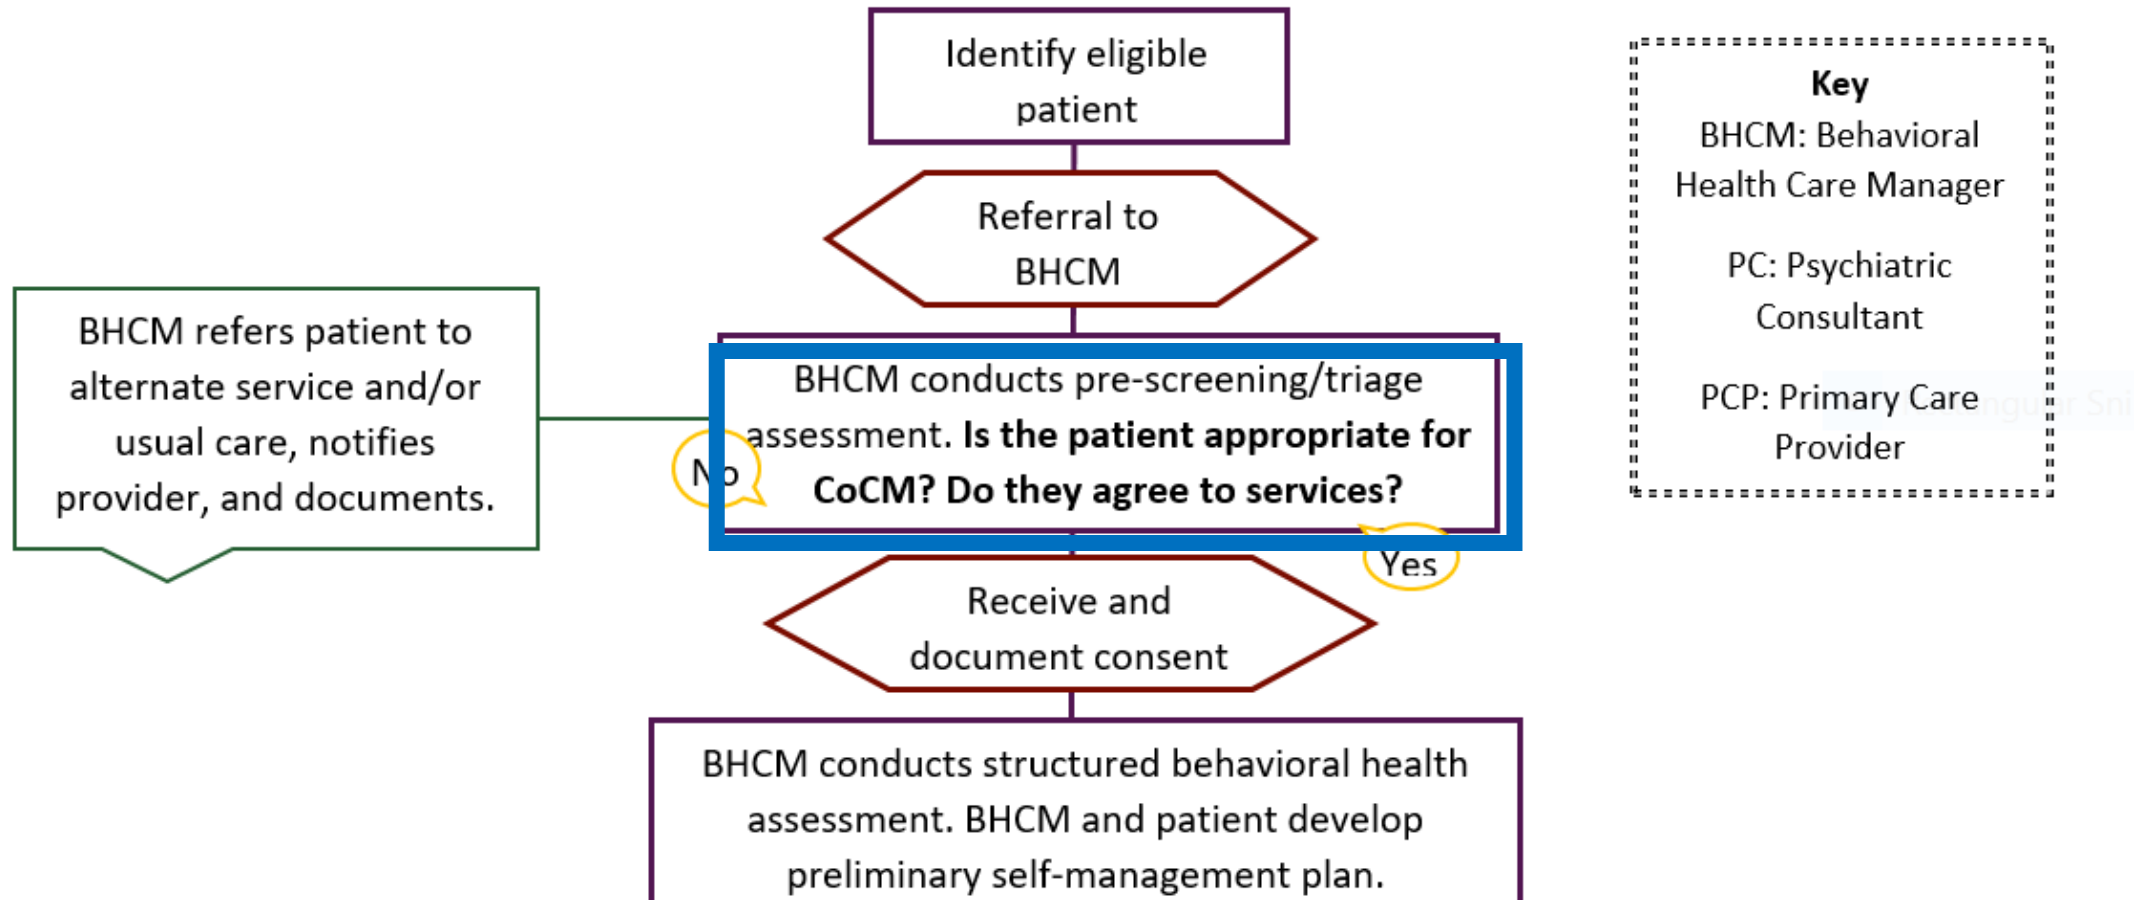 Identify eligible
patient
Referral to
BHCM
BHCM refers patient to
alternate service and/or
usual care, notifies
provider, and documents.
BHCM conducts pre-screening/triage
assessment. Is the patient appropriate for
CoCM? Do they agree to services?
No
Yes
Receive and
document consent
BHCM conducts structured behavioral health
assessment. BHCM and patient develop
preliminary self-management plan.
Key
BHCM: Behavioral
Health Care Manager
PC: Psychiatric
Consultant
PCP: Primary Care
Provider